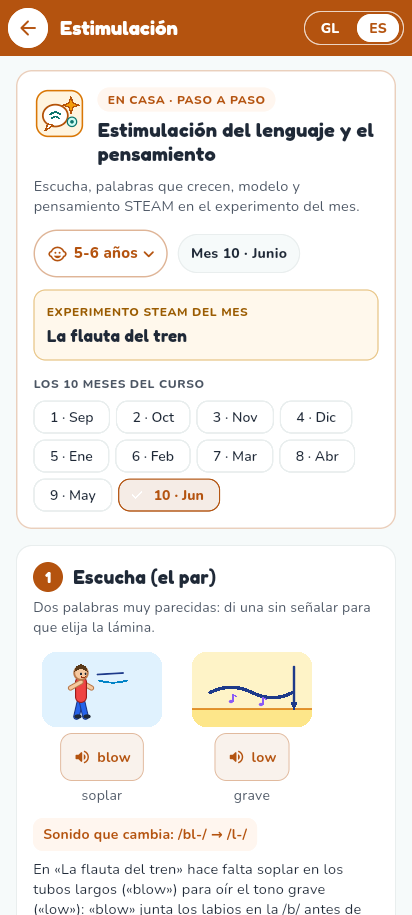 Estimulación
GL
ES
EN CASA · PASO A PASO
Estimulación del lenguaje y el
pensamiento
Escucha, palabras que crecen, modelo y
pensamiento STEAM en el experimento del mes.
5-6 años
Mes 10 · Junio
EXPERIMENTO STEAM DEL MES
La flauta del tren
LOS 10 MESES DEL CURSO
1 · Sep
2 · Oct
3 · Nov
4 · Dic
5 · Ene
6 · Feb
7 · Mar
8 · Abr
9 · May
10 · Jun
1
Escucha (el par)
Dos palabras muy parecidas: di una sin señalar para
que elija la lámina.
blow
low
soplar
grave
Sonido que cambia: /bl-/ → /l-/
En «La flauta del tren» hace falta soplar en los
tubos largos («blow») para oír el tono grave
(«low»): «blow» junta los labios en la /b/ antes de